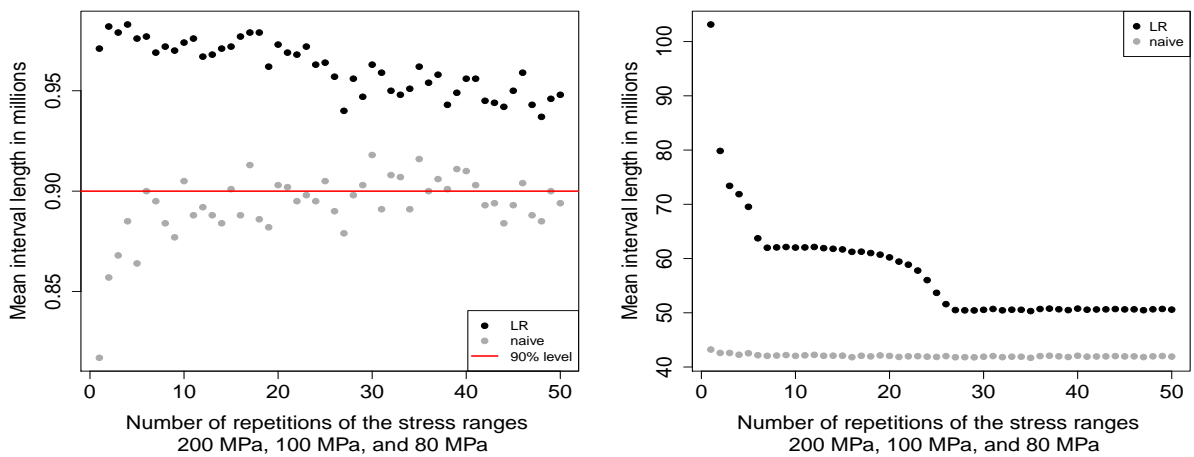 Mean interval length in millions
0.95
0.90
0.85
LR
naive
90% level
0
10
20
30
40
50
Number of repetitions of the stress ranges
200 MPa, 100 MPa, and 80 MPa
Mean interval length in millions
100
90
80
70
60
50
40
LR
naive
0
10
20
30
40
50
Number of repetitions of the stress ranges
200 MPa, 100 MPa, and 80 MPa